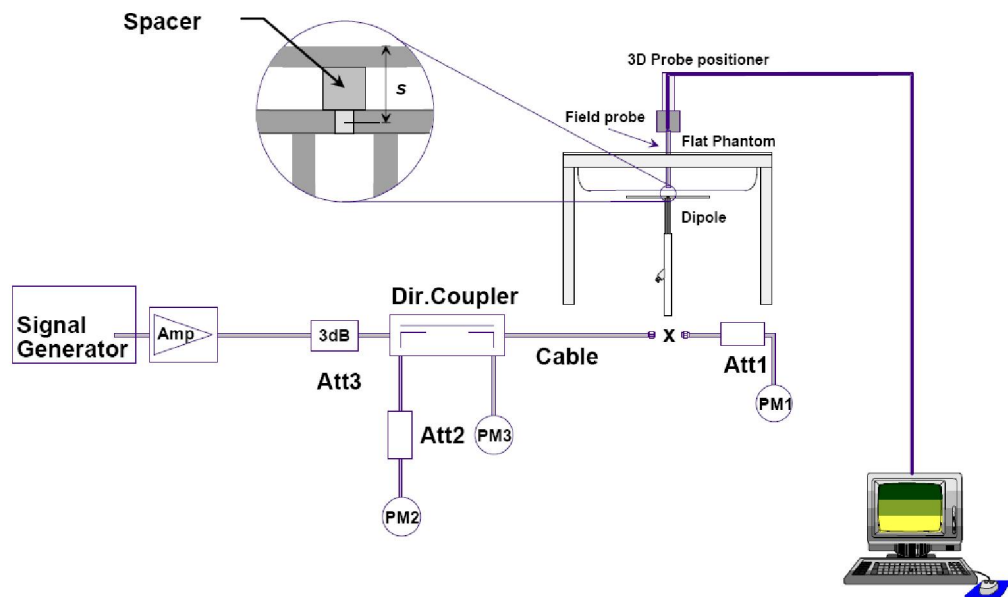 Spacer
s
3D Probe positioner
Field probe
Flat Phantom
Dipole
Dir.Coupler
Signal
Generator
Amp
3dB
Att3
Cable
x
Att1
PM1
Att2
PM3
PM2